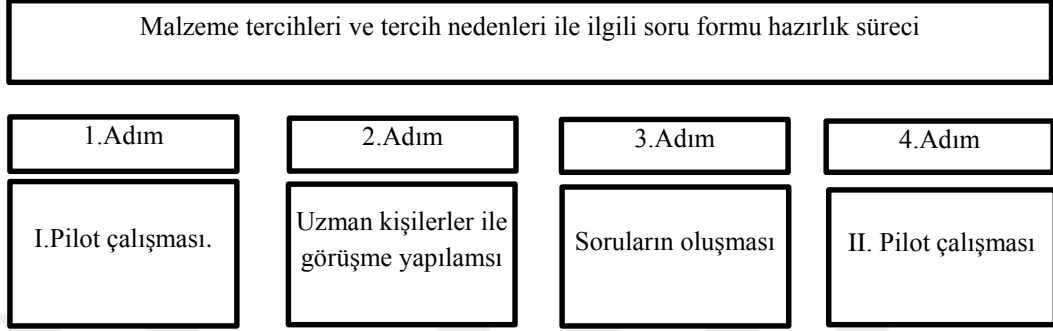 Malzeme tercihleri ve tercih nedenleri ile ilgili soru formu hazırlık süreci
1.Adım
2.Adım
3.Adım
4.Adım
I.Pilot çalışması.
Uzman kişilerler ile
görüşme yapılamsı
Soruların oluşması
II. Pilot çalışması